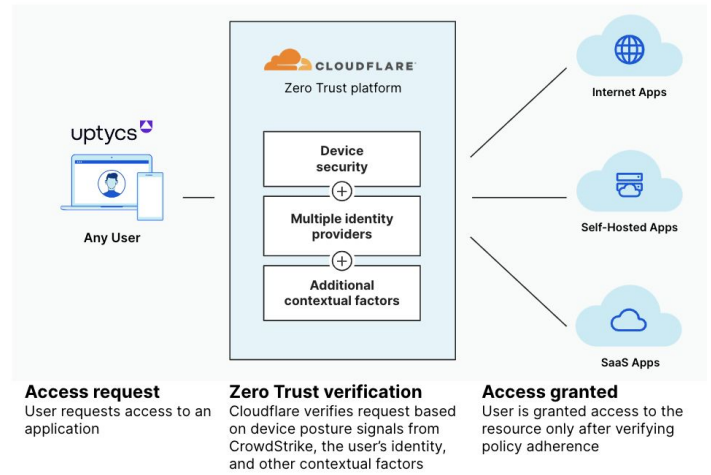 CLOUDFLARE
Zero Trust platform
uptycs
Any User
Device
security
Multiple identity
providers
Additional
contextual factors
Internet Apps
Self-Hosted Apps
SaaS Apps
Access request
User requests access to an
application
Zero Trust verification
Cloudflare verifies request based
on device posture signals from
CrowdStrike, the user's identity,
and other contextual factors
Access granted
User is granted access to the
resource only after verifying
policy adherence